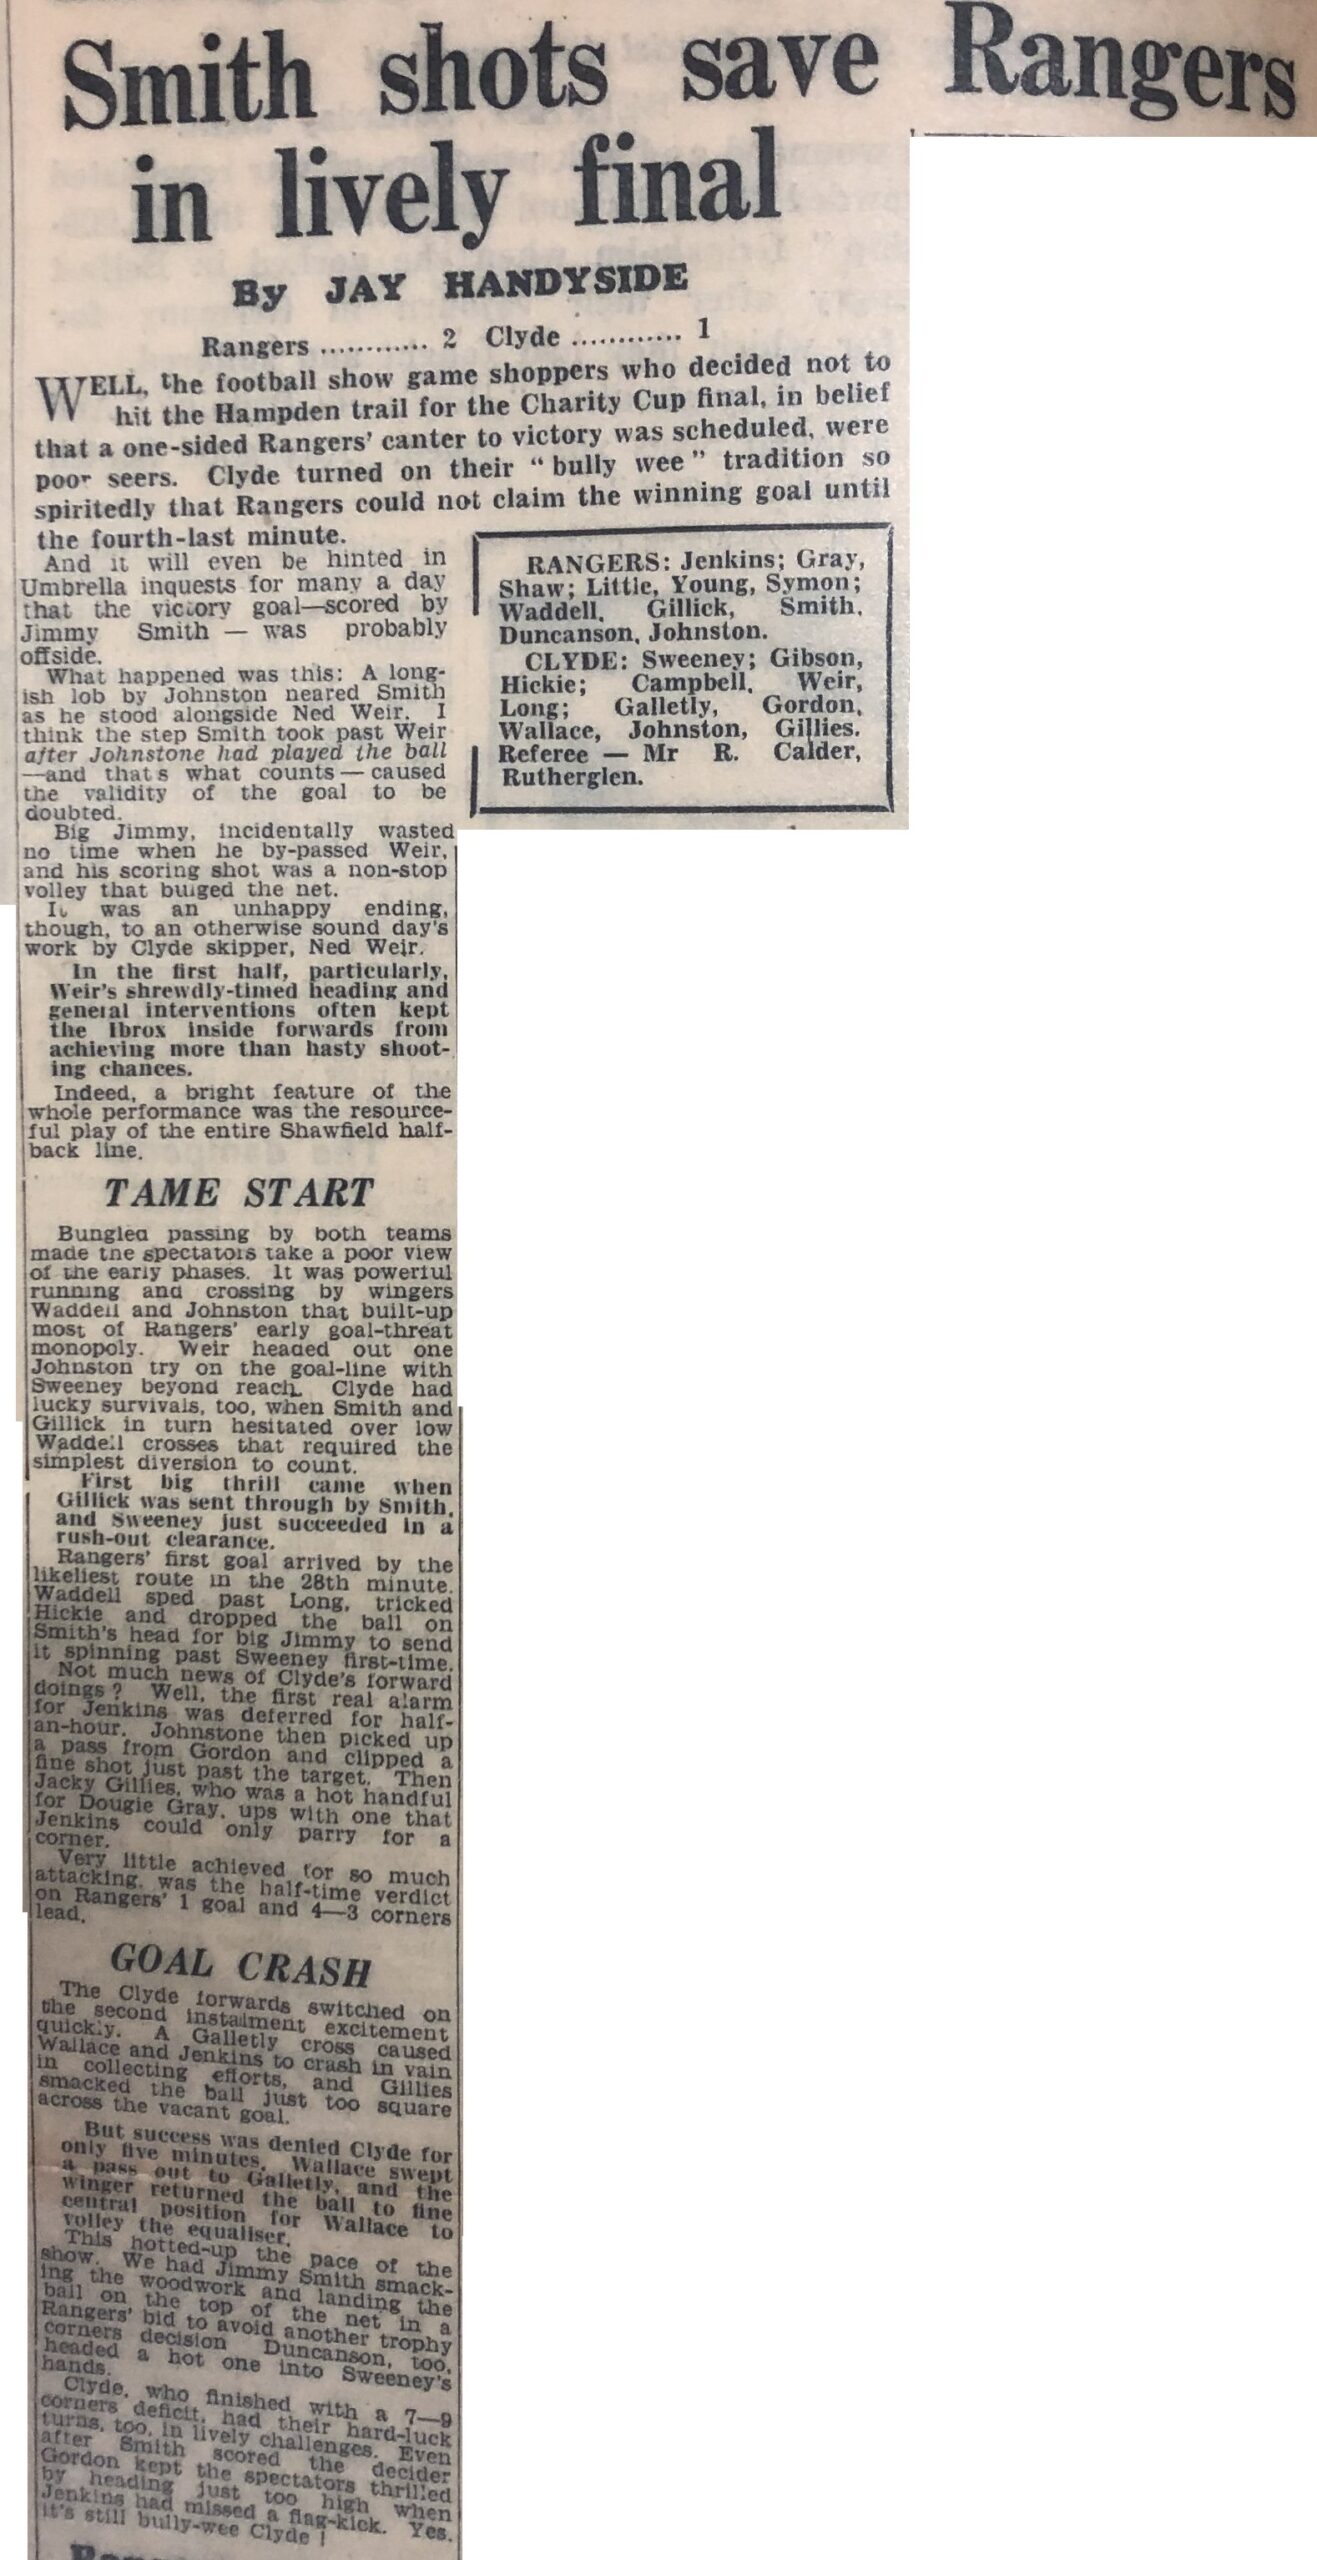 Smith shots save Rangers
in lively final
By JAY HANDYSIDE
Rangers ............ 2 Clyde ............ 1
WELL, the football show game shoppers who decided not to
hit the Hampden trail for the Charity Cup final, in belief
that a one-sided Rangers' canter to victory was scheduled, were
poor seers. Clyde turned on their "bully wee" tradition so
spiritedly that Rangers could not claim the winning goal until
the fourth-last minute.
And it will even be hinted in
Umbrella inquests for many a day
that the victory goal—scored by
Jimmy Smith — was probably
offside.
What happened was this: A long-
ish lob by Johnston neared Smith
as he stood alongside Ned Weir. I
think the step Smith took past Weir
after Johnstone had played the ball
—and that's what counts — caused
the validity of the goal to be
doubted.
Big Jimmy, incidentally wasted
no time when he by-passed Weir,
and his scoring shot was a non-stop
volley that bulged the net.
It was an unhappy ending,
though, to an otherwise sound day's
work by Clyde skipper, Ned Weir.
In the first half, particularly,
Weir's shrewdly-timed heading and
general interventions often kept
the Ibrox inside forwards from
achieving more than hasty shoot-
ing chances.
Indeed, a bright feature of the
whole performance was the resource-
ful play of the entire Shawfield half-
back line.
RANGERS: Jenkins; Gray,
Shaw; Little, Young, Symon;
Waddell, Gillick, Smith,
Duncanson, Johnston.
CLYDE: Sweeney; Gibson,
Hickie; Campbell, Weir,
Long; Galletly, Gordon,
Wallace, Johnston, Gillies.
Referee — Mr R. Calder,
Rutherglen.
TAME START
Bungled passing by both teams
made the spectators take a poor view
of the early phases. It was powerful
running and crossing by wingers
Waddell and Johnston that built-up
most of Rangers' early goal-threat
monopoly. Weir headed out one
Johnston try on the goal-line with
Sweeney beyond reach. Clyde had
lucky survivals, too, when Smith and
Gillick in turn hesitated over low
Waddell crosses that required the
simplest diversion to count.
First big thrill came when
Gillick was sent through by Smith,
and Sweeney just succeeded in a
rush-out clearance.
Rangers' first goal arrived by the
likeliest route in the 28th minute.
Waddell sped past Long, tricked
Hickie and dropped the ball on
Smith's head for big Jimmy to send
it spinning past Sweeney first-time.
Not much news of Clyde's forward
doings? Well, the first real alarm
for Jenkins was deferred for half-
an-hour. Johnstone then picked up
a pass from Gordon and clipped a
fine shot just past the target. Then
Jacky Gillies, who was a hot handful
for Dougie Gray, ups with one that
Jenkins could only parry for a
corner.
Very little achieved for so much
attacking, was the half-time verdict
on Rangers' 1 goal and 4—3 corners
lead.
GOAL CRASH
The Clyde forwards switched on
the second instalment excitement
quickly. A Galletly cross caused
Wallace and Jenkins to crash in vain
in collecting efforts, and Gillies
smacked the ball just too square
across the vacant goal.
But success was denied Clyde for
only five minutes. Wallace swept
a pass out to Galletly, and the
winger returned the ball to fine
central position for Wallace to
volley the equaliser.
This hotted-up the pace of the
show. We had Jimmy Smith smack-
ing the woodwork and landing the
ball on the top of the net in a
Rangers' bid to avoid another trophy
corners decision Duncanson, too,
headed a hot one into Sweeney's
hands.
Clyde, who finished with a 7—9
corners deficit, had their hard-luck
turns, too, in lively challenges. Even
after Smith scored the decider
Gordon kept the spectators thrilled
by heading just too high when
Jenkins had missed a flag-kick. Yes,
it's still bully-wee Clyde!